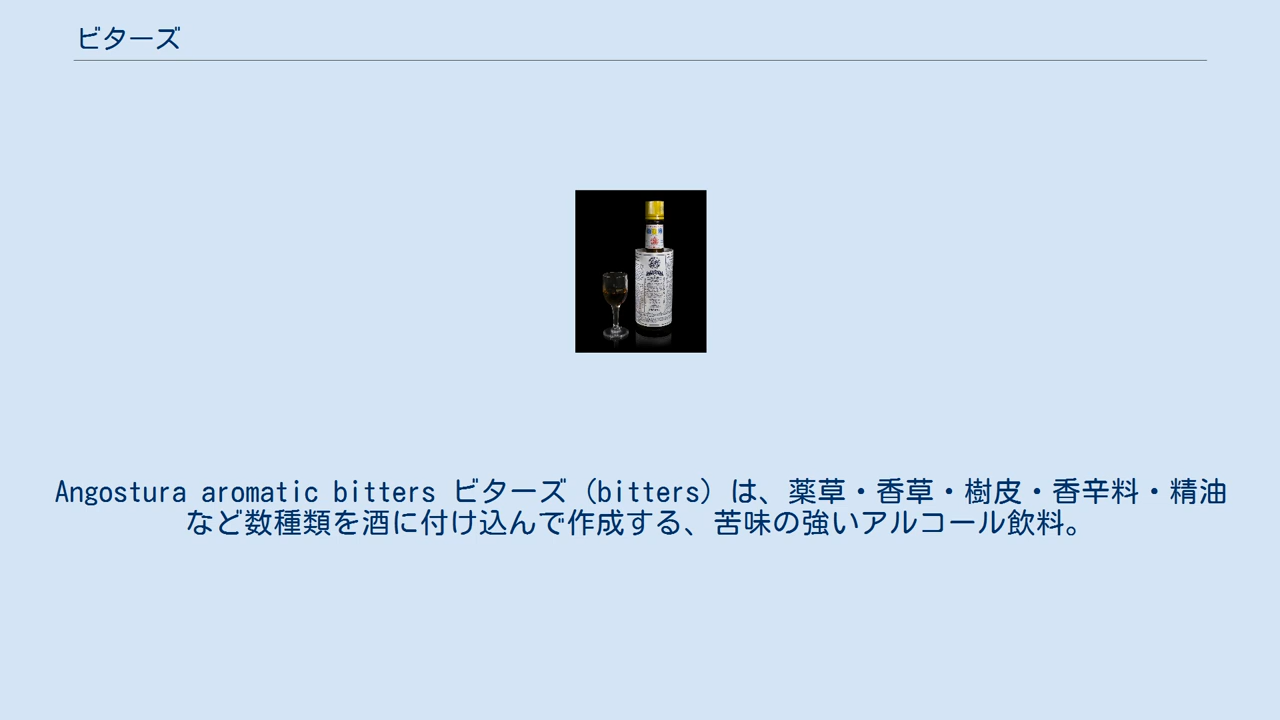 ビターズ
Angostura aromatic bitters ビターズ（bitters）は、薬草・香草・樹皮・香辛料・精油
など数種類を酒に付け込んで作成する、苦味の強いアルコール飲料。